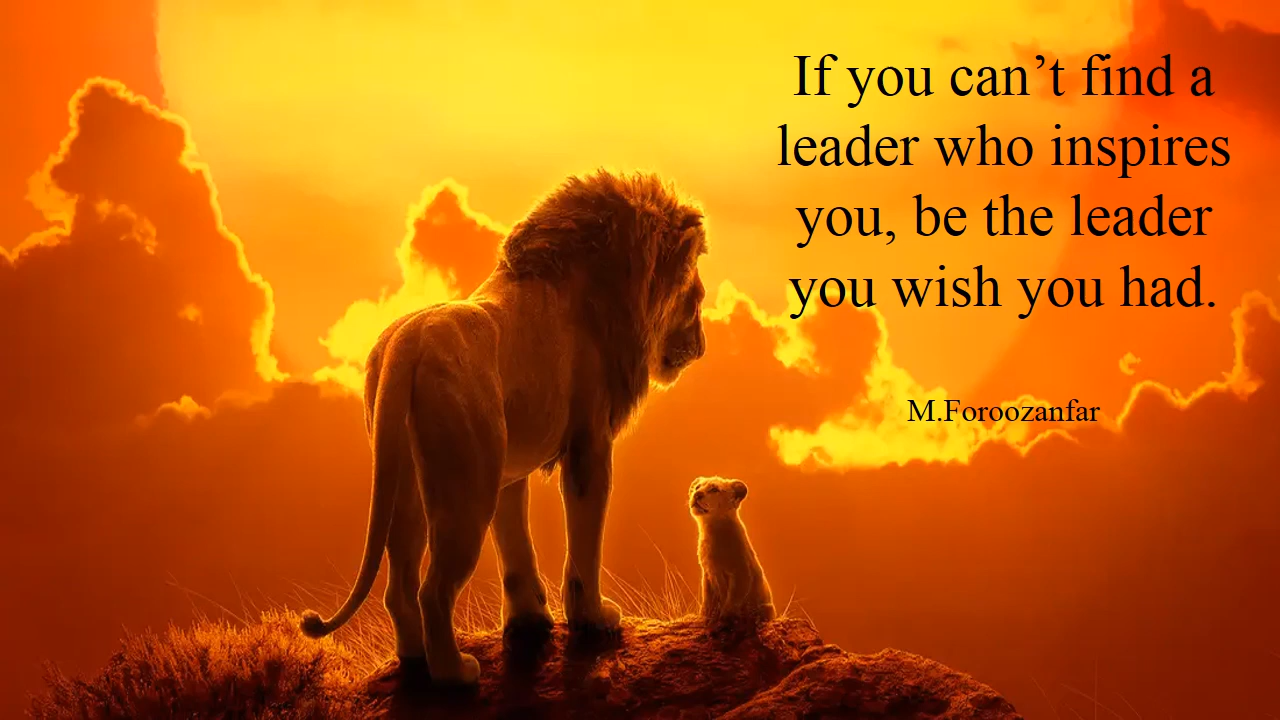 If you can’t find a
leader who inspires
you, be the leader
you wish you had.
M.Foroozanfar